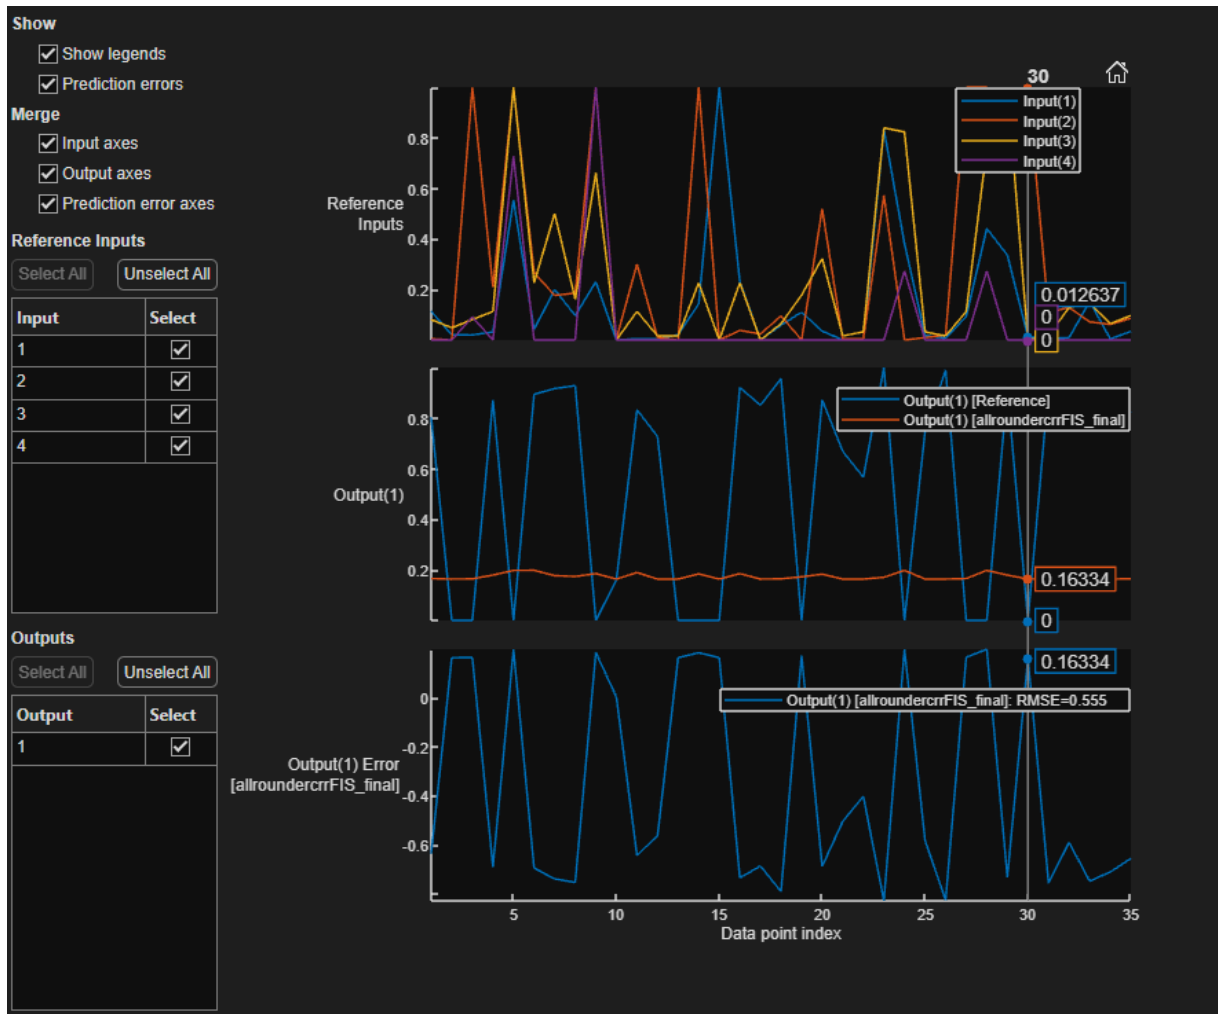 Show
Show legends
Prediction errors
Merge
Input axes
Output axes
Prediction error axes
Reference Inputs
Select All
Unselect All
Input
Select
1
2
3
4
Outputs
Select All
Unselect All
Output
Select
1
30
Input(1)
Input(2)
Input(3)
Input(4)
0.8
0.6
0.4
0.2
Reference
Inputs
0.012637
0
0
Output(1) [Reference]
Output(1) [allroundercrrFIS_final]
0.8
0.6
0.4
0.2
Output(1)
0.16334
0
0.16334
Output(1) [allroundercrrFIS_final]: RMSE=0.555
0
-0.2
-0.4
-0.6
Output(1) Error
[allroundercrrFIS_final]
5
10
15
20
25
30
35
Data point index